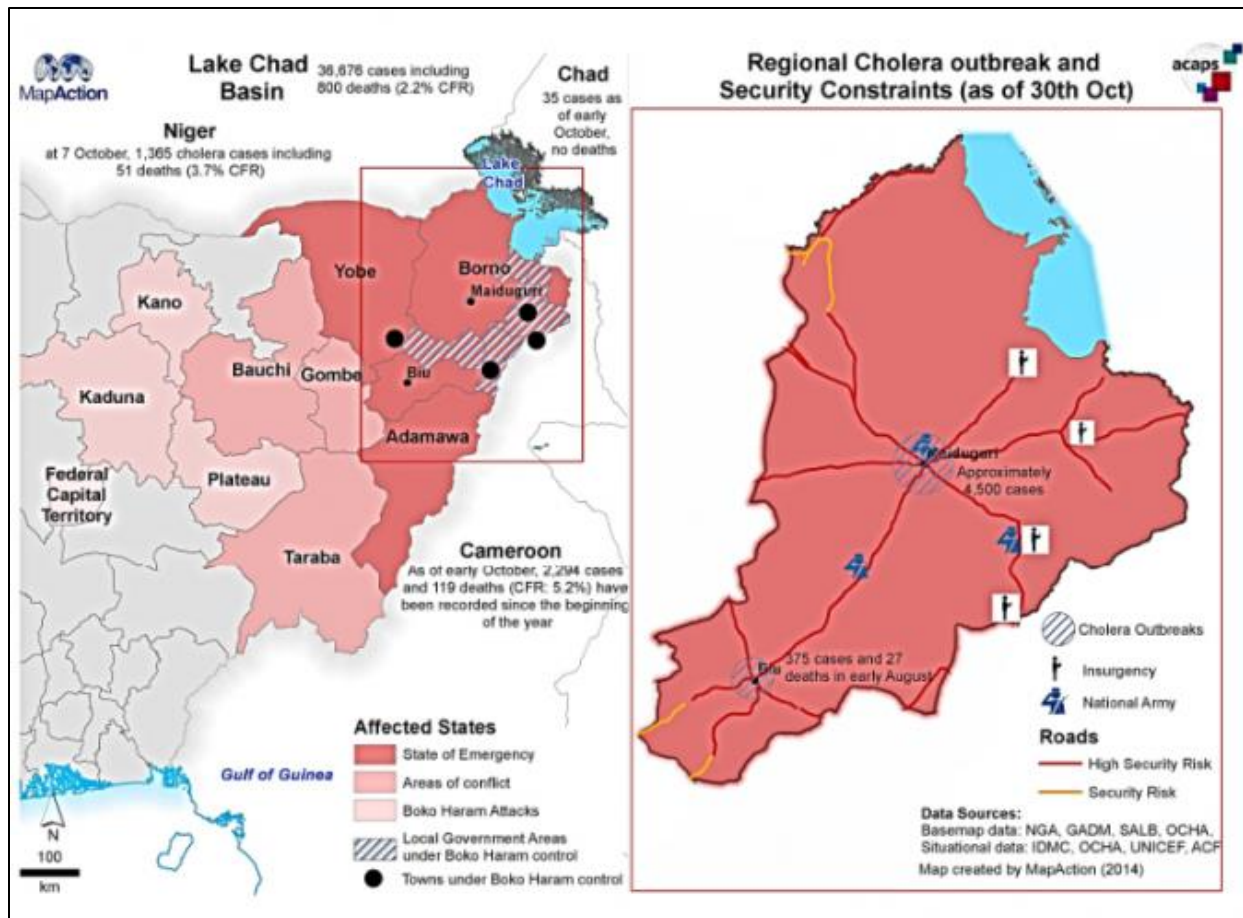 MapAction
Lake Chad
Basin
36,676 cases including
800 deaths (2.2% CFR)
Chad
35 cases as
of early
October,
no deaths
Niger
at 7 October, 1,365 cholera cases including
51 deaths (3.7% CFR)
Lake
Chad
Yobe
Borno
Maiduguri
Kano
Bauchi
Gombe
Biu
Kaduna
Adamawa
Plateau
Federal
Capital
Territory
Taraba
Cameroon
As of early October, 2,294 cases
and 119 deaths (CFR: 5.2%) have
been recorded since the beginning
of the year
Gulf of Guinea
N
100
km
Affected States
State of Emergency
Areas of conflict
Boko Haram Attacks
Local Government Areas
under Boko Haram control
Towns under Boko Haram control
Regional Cholera outbreak and
Security Constraints (as of 30th Oct)
acaps
Maiduguri
Approximately
4,500 cases
Biu
375 cases and 27
deaths in early August
Cholera Outbreaks
Insurgency
National Army
Roads
High Security Risk
Security Risk
Data Sources:
Basemap data: NGA, GADM, SALB, OCHA,
Situational data: IDMC, OCHA, UNICEF, ACF
Map created by MapAction (2014)